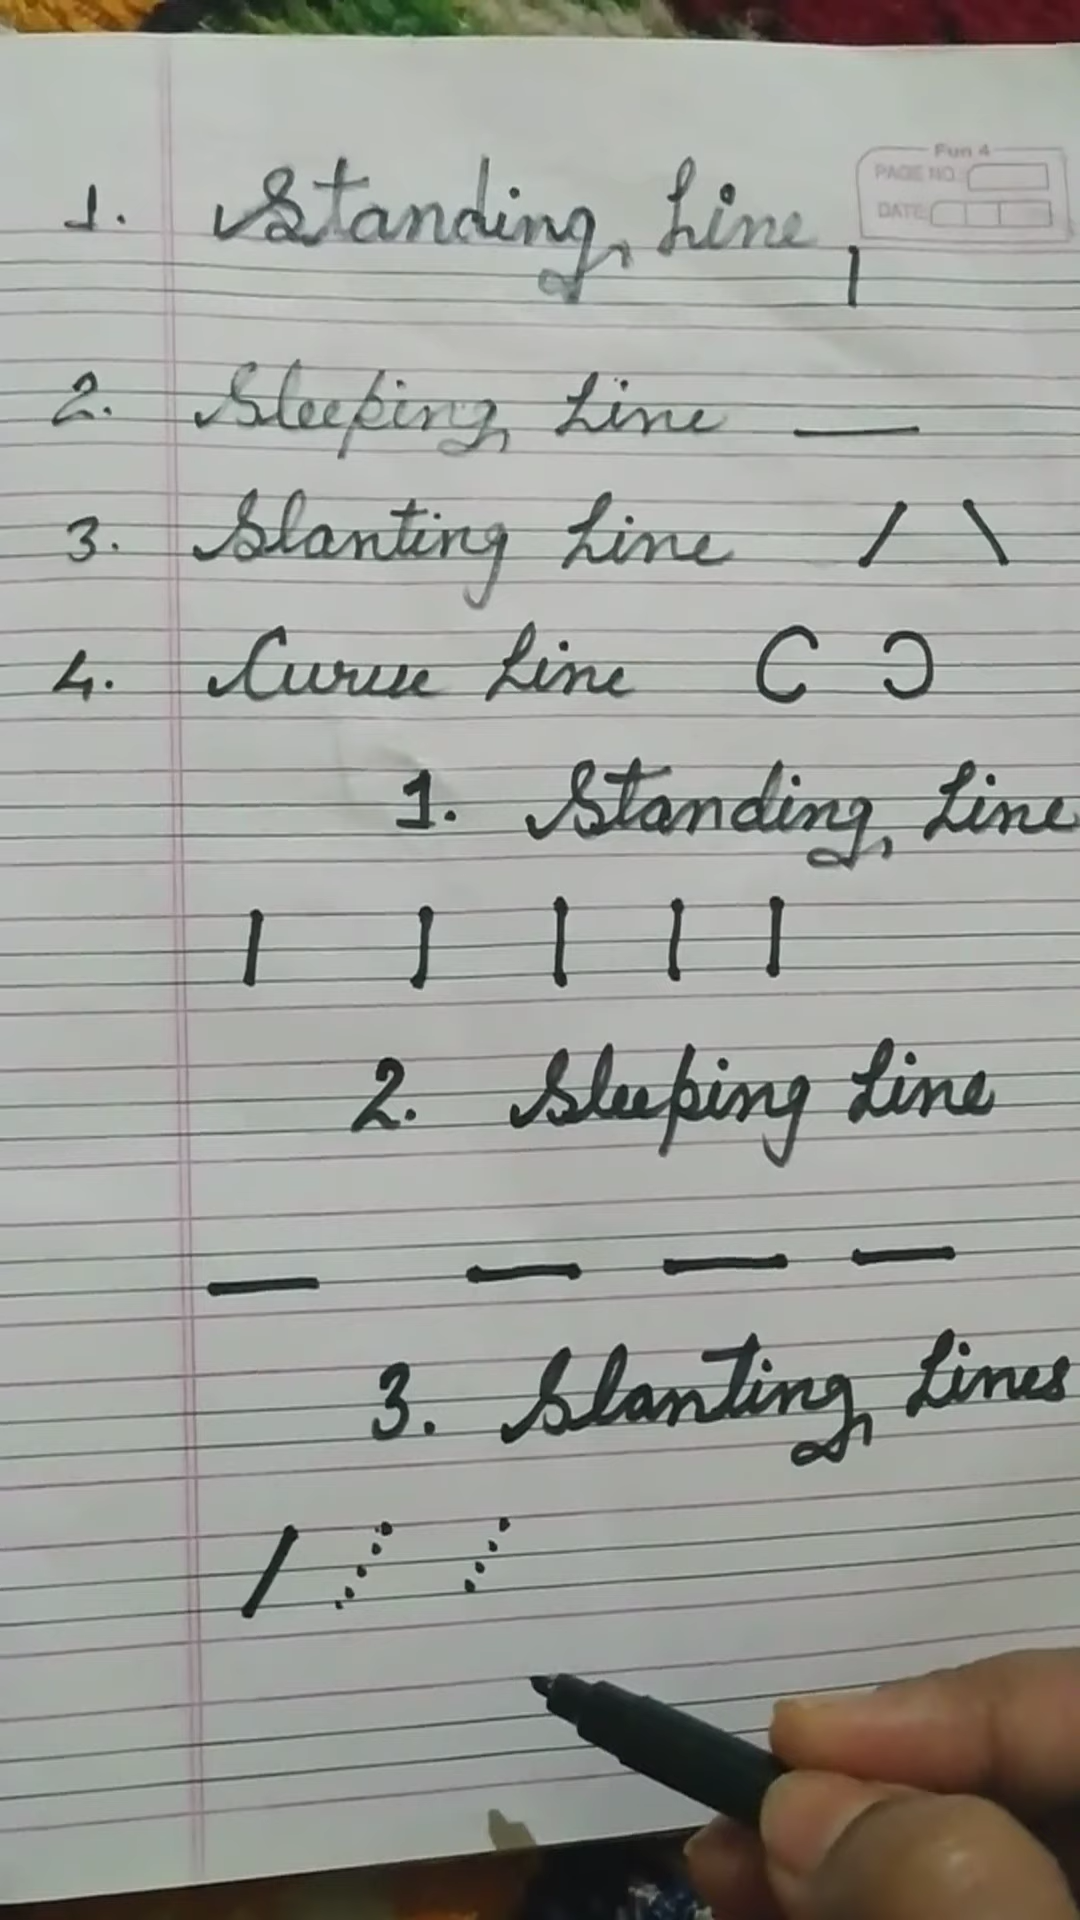 Fun 4
PAGE NO.
DATE
1. Standing Line
2. Sleeping Line
3. Slanting Line
4. Curve Line
1. Standing Line
2. Sleeping Line
3. Slanting Lines